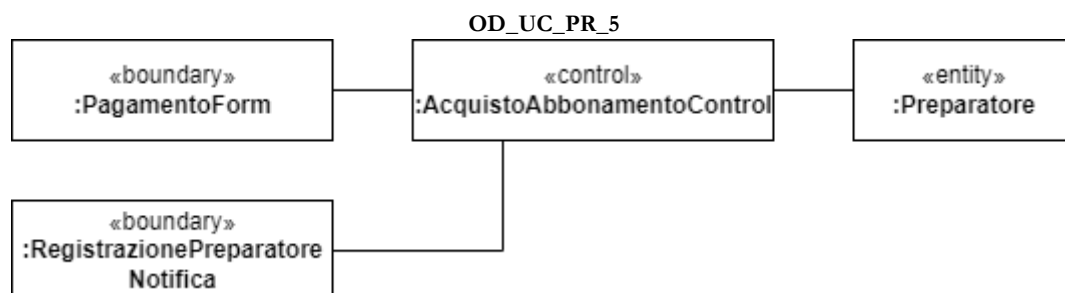 OD_UC_PR_5
«boundary»
:PagamentoForm
«control»
:AcquistoAbbonamentoControl
«entity»
:Preparatore
«boundary»
:RegistrazionePreparatore
Notifica